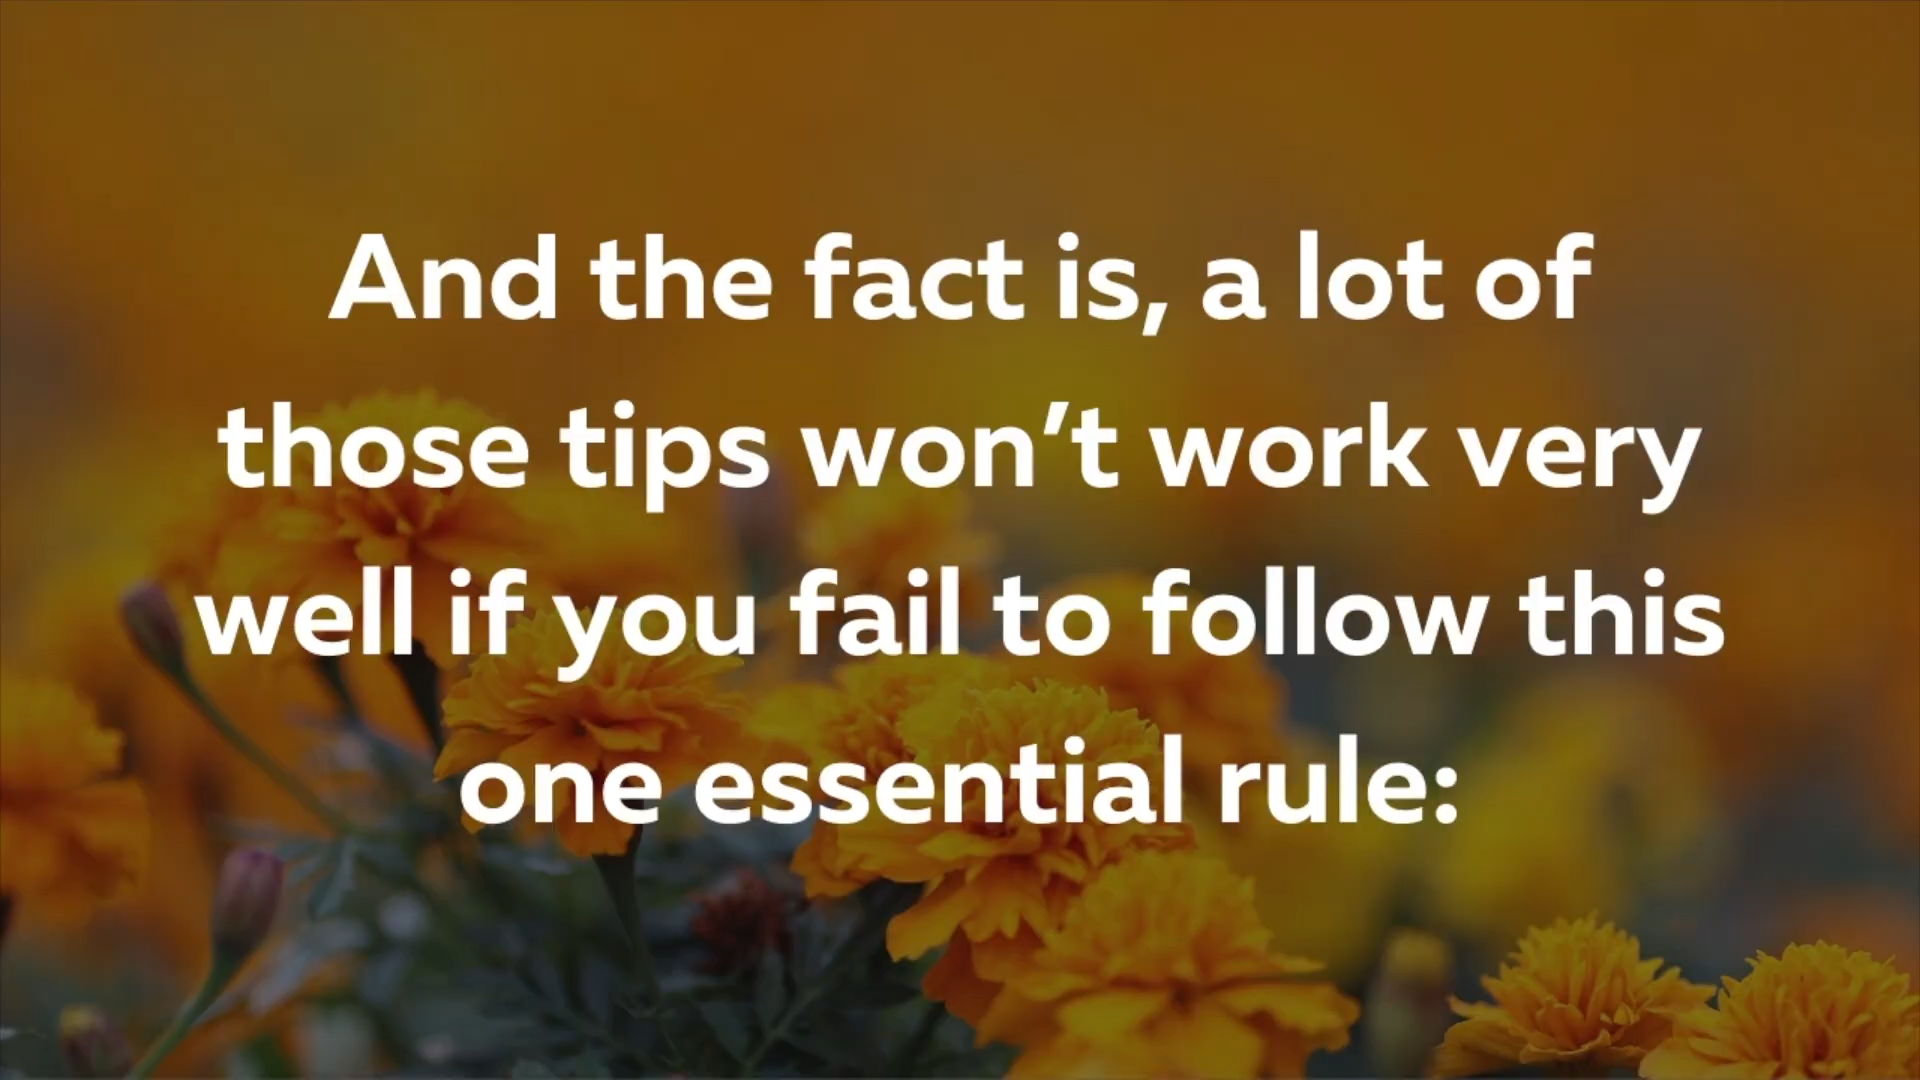 And the fact is, a lot of
those tips won’t work very
well if you fail to follow this
one essential rule: